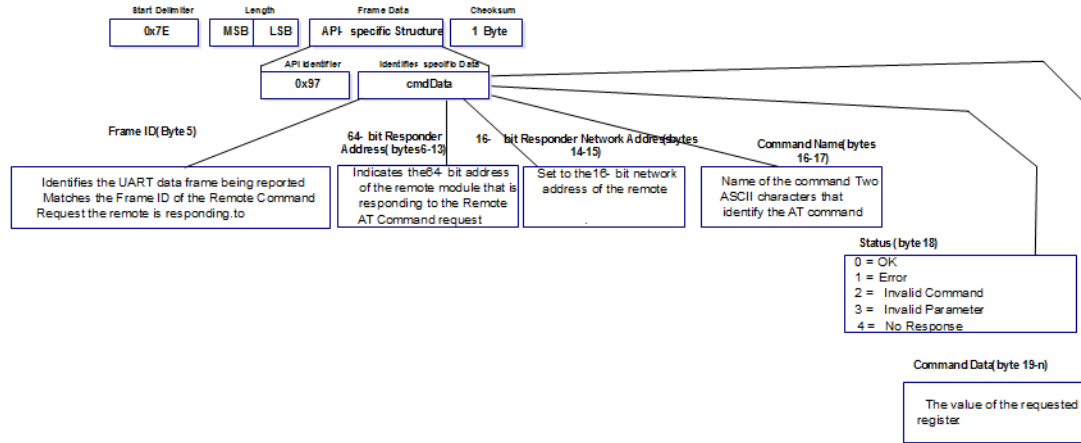 Start Delimiter
Length
Frame Data
Checksum
0x7E
MSB
LSB
API- specific Structure
1 Byte
API Identifier
Identifier- specific Data
0x97
cmdData
Frame ID(Byte 5)
64- bit Responder
Address( bytes6-13)
16- bit Responder Network Address(bytes
14-15)
Command Name(bytes
16-17)
Identifies the UART data frame being reported
Matches the Frame ID of the Remote Command
Request the remote is responding.to
Indicates the64- bit address
of the remote module that is
responding to the Remote
AT Command request
Set to the16- bit network
address of the remote
.
Name of the command Two
ASCII characters that
identify the AT command
Status( byte 18)
0 = OK
1 = Error
2 = Invalid Command
3 = Invalid Parameter
4 = No Response
Command Data(byte 19-n)
The value of the requested
register.